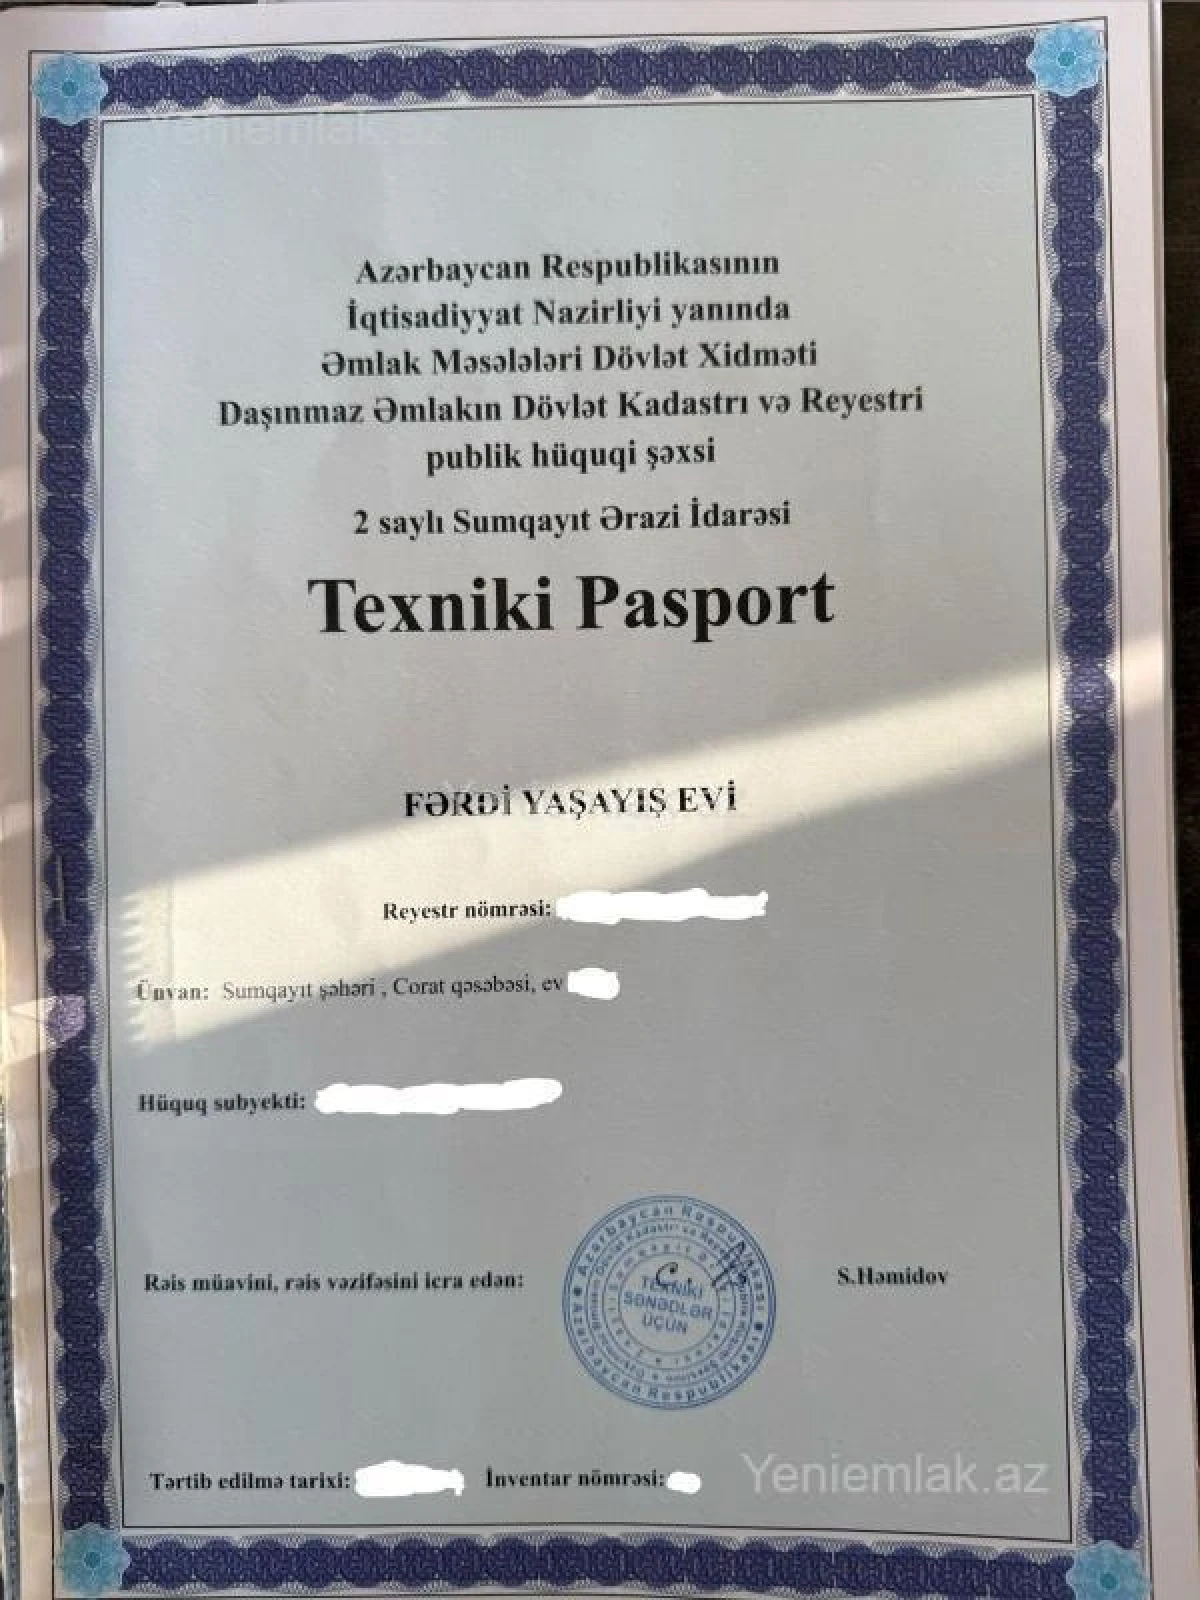 Yeniemlak.az
Azərbaycan Respublikasının
İqtisadiyyat Nazirliyi yanında
Əmlak Məsələləri Dövlət Xidməti
Daşınmaz Əmlakın Dövlət Kadastrı və Reyestri
publik hüquqi şəxsi
2 saylı Sumqayıt Ərazi İdarəsi
Texniki Pasport
FƏRDİ YAŞAYIŞ EVİ
Reyestr nömrəsi:
Ünvan: Sumqayıt şəhəri , Corat qəsəbəsi, ev
Hüquq subyekti:
Rəis müavini, rəis vəzifəsini icra edən:
Azərbaycan Respublikası
Azərbaycan Respublikası
TEXNİKİ
SƏNƏDLƏR
ÜÇÜN
S.Həmidov
Tərtib edilmə tarixi: İnventar nömrəsi:
Yeniemlak.az